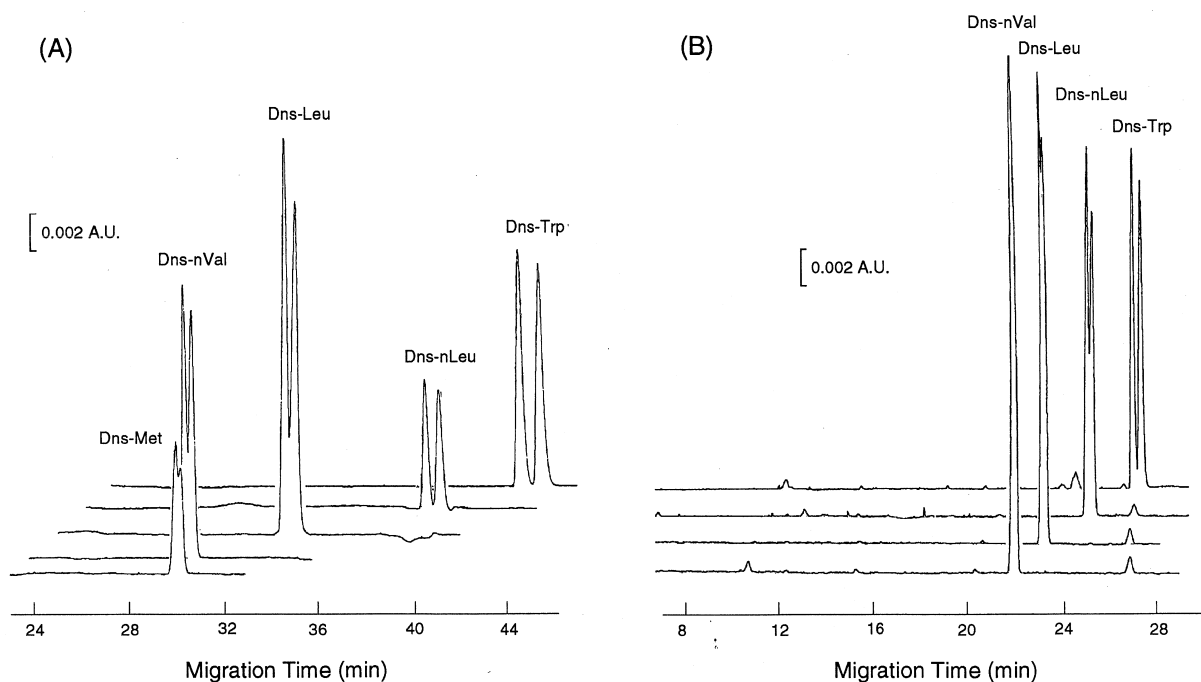 (A)
Dns-Leu
0.002 A.U.
Dns-nVal
Dns-Trp
Dns-nLeu
Dns-Met
24 28 32 36 40 44
Migration Time (min)
(B)
Dns-nVal
Dns-Leu
Dns-nLeu
Dns-Trp
0.002 A.U.
8 12 16 20 24 28
Migration Time (min)